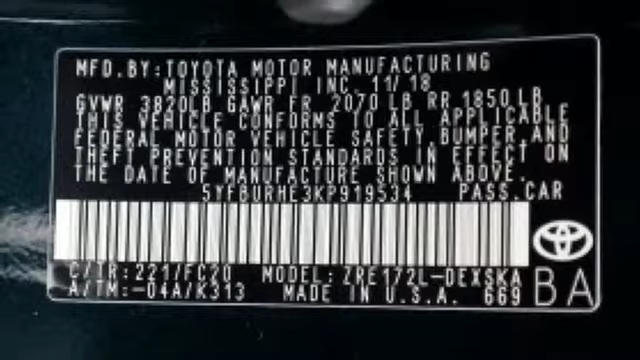 MFD. BY: TOYOTA MOTOR MANUFACTURING
MISSISSIPPI INC. 11/18
GVWR 3820LB GAWR FR 2070 LB RR 1850 LB
THIS VEHICLE CONFORMS TO ALL APPLICABLE
FEDERAL MOTOR VEHICLE SAFETY, BUMPER, AND
THEFT PREVENTION STANDARDS IN EFFECT ON
THE DATE OF MANUFACTURE SHOWN ABOVE.
5YFBURHE3KP919534 PASS. CAR
C/TR: 221/FC20 MODEL: ZRE172L-DEXSKA
A/TM: -04A/K313 MADE IN U.S.A. 669 BA